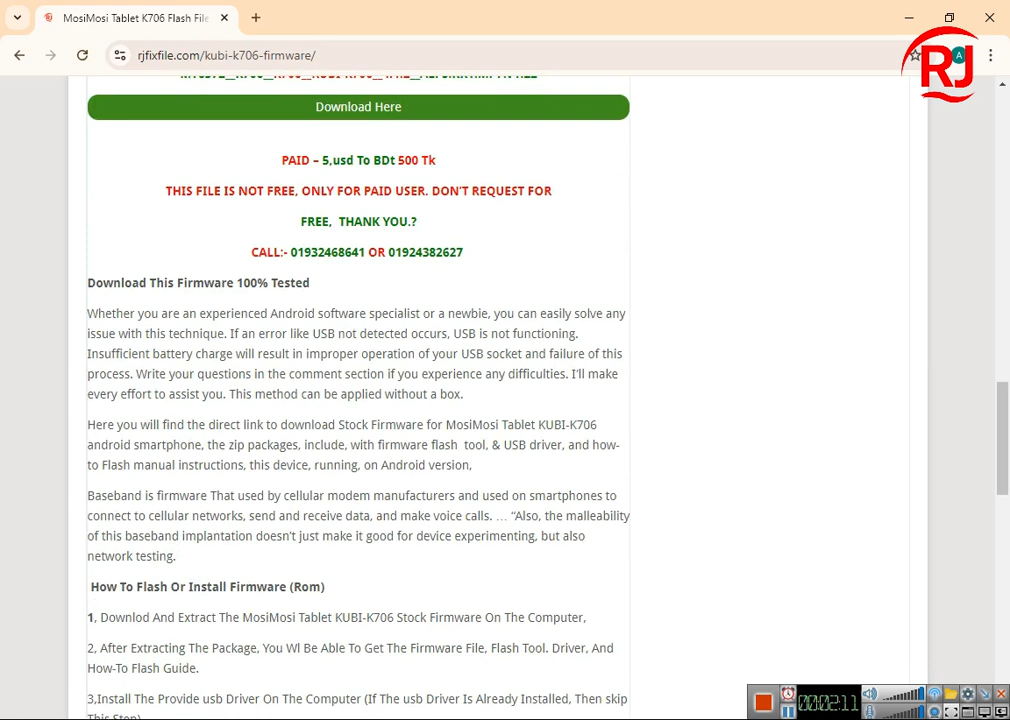 MosiMosi Tablet K706 Flash File
rjfixfile.com/kubi-k706-firmware/
A
RJ
Download Here
PAID – 5,usd To BDt 500 Tk
THIS FILE IS NOT FREE, ONLY FOR PAID USER. DON'T REQUEST FOR
FREE,  THANK YOU.?
CALL:- 01932468641 OR 01924382627
Download This Firmware 100% Tested
Whether you are an experienced Android software specialist or a newbie, you can easily solve any
issue with this technique. If an error like USB not detected occurs, USB is not functioning.
Insufficient battery charge will result in improper operation of your USB socket and failure of this
process. Write your questions in the comment section if you experience any difficulties. I'll make
every effort to assist you. This method can be applied without a box.
Here you will find the direct link to download Stock Firmware for MosiMosi Tablet KUBI-K706
android smartphone, the zip packages, include, with firmware flash  tool, & USB driver, and how-
to Flash manual instructions, this device, running, on Android version,
Baseband is firmware That used by cellular modem manufacturers and used on smartphones to
connect to cellular networks, send and receive data, and make voice calls. … "Also, the malleability
of this baseband implantation doesn't just make it good for device experimenting, but also
network testing.
How To Flash Or Install Firmware (Rom)
1, Downlod And Extract The MosiMosi Tablet KUBI-K706 Stock Firmware On The Computer,
2, After Extracting The Package, You Wl Be Able To Get The Firmware File, Flash Tool. Driver, And
How-To Flash Guide.
3,Install The Provide usb Driver On The Computer (If The usb Driver Is Already Installed, Then skip
This Step)
00:02:11